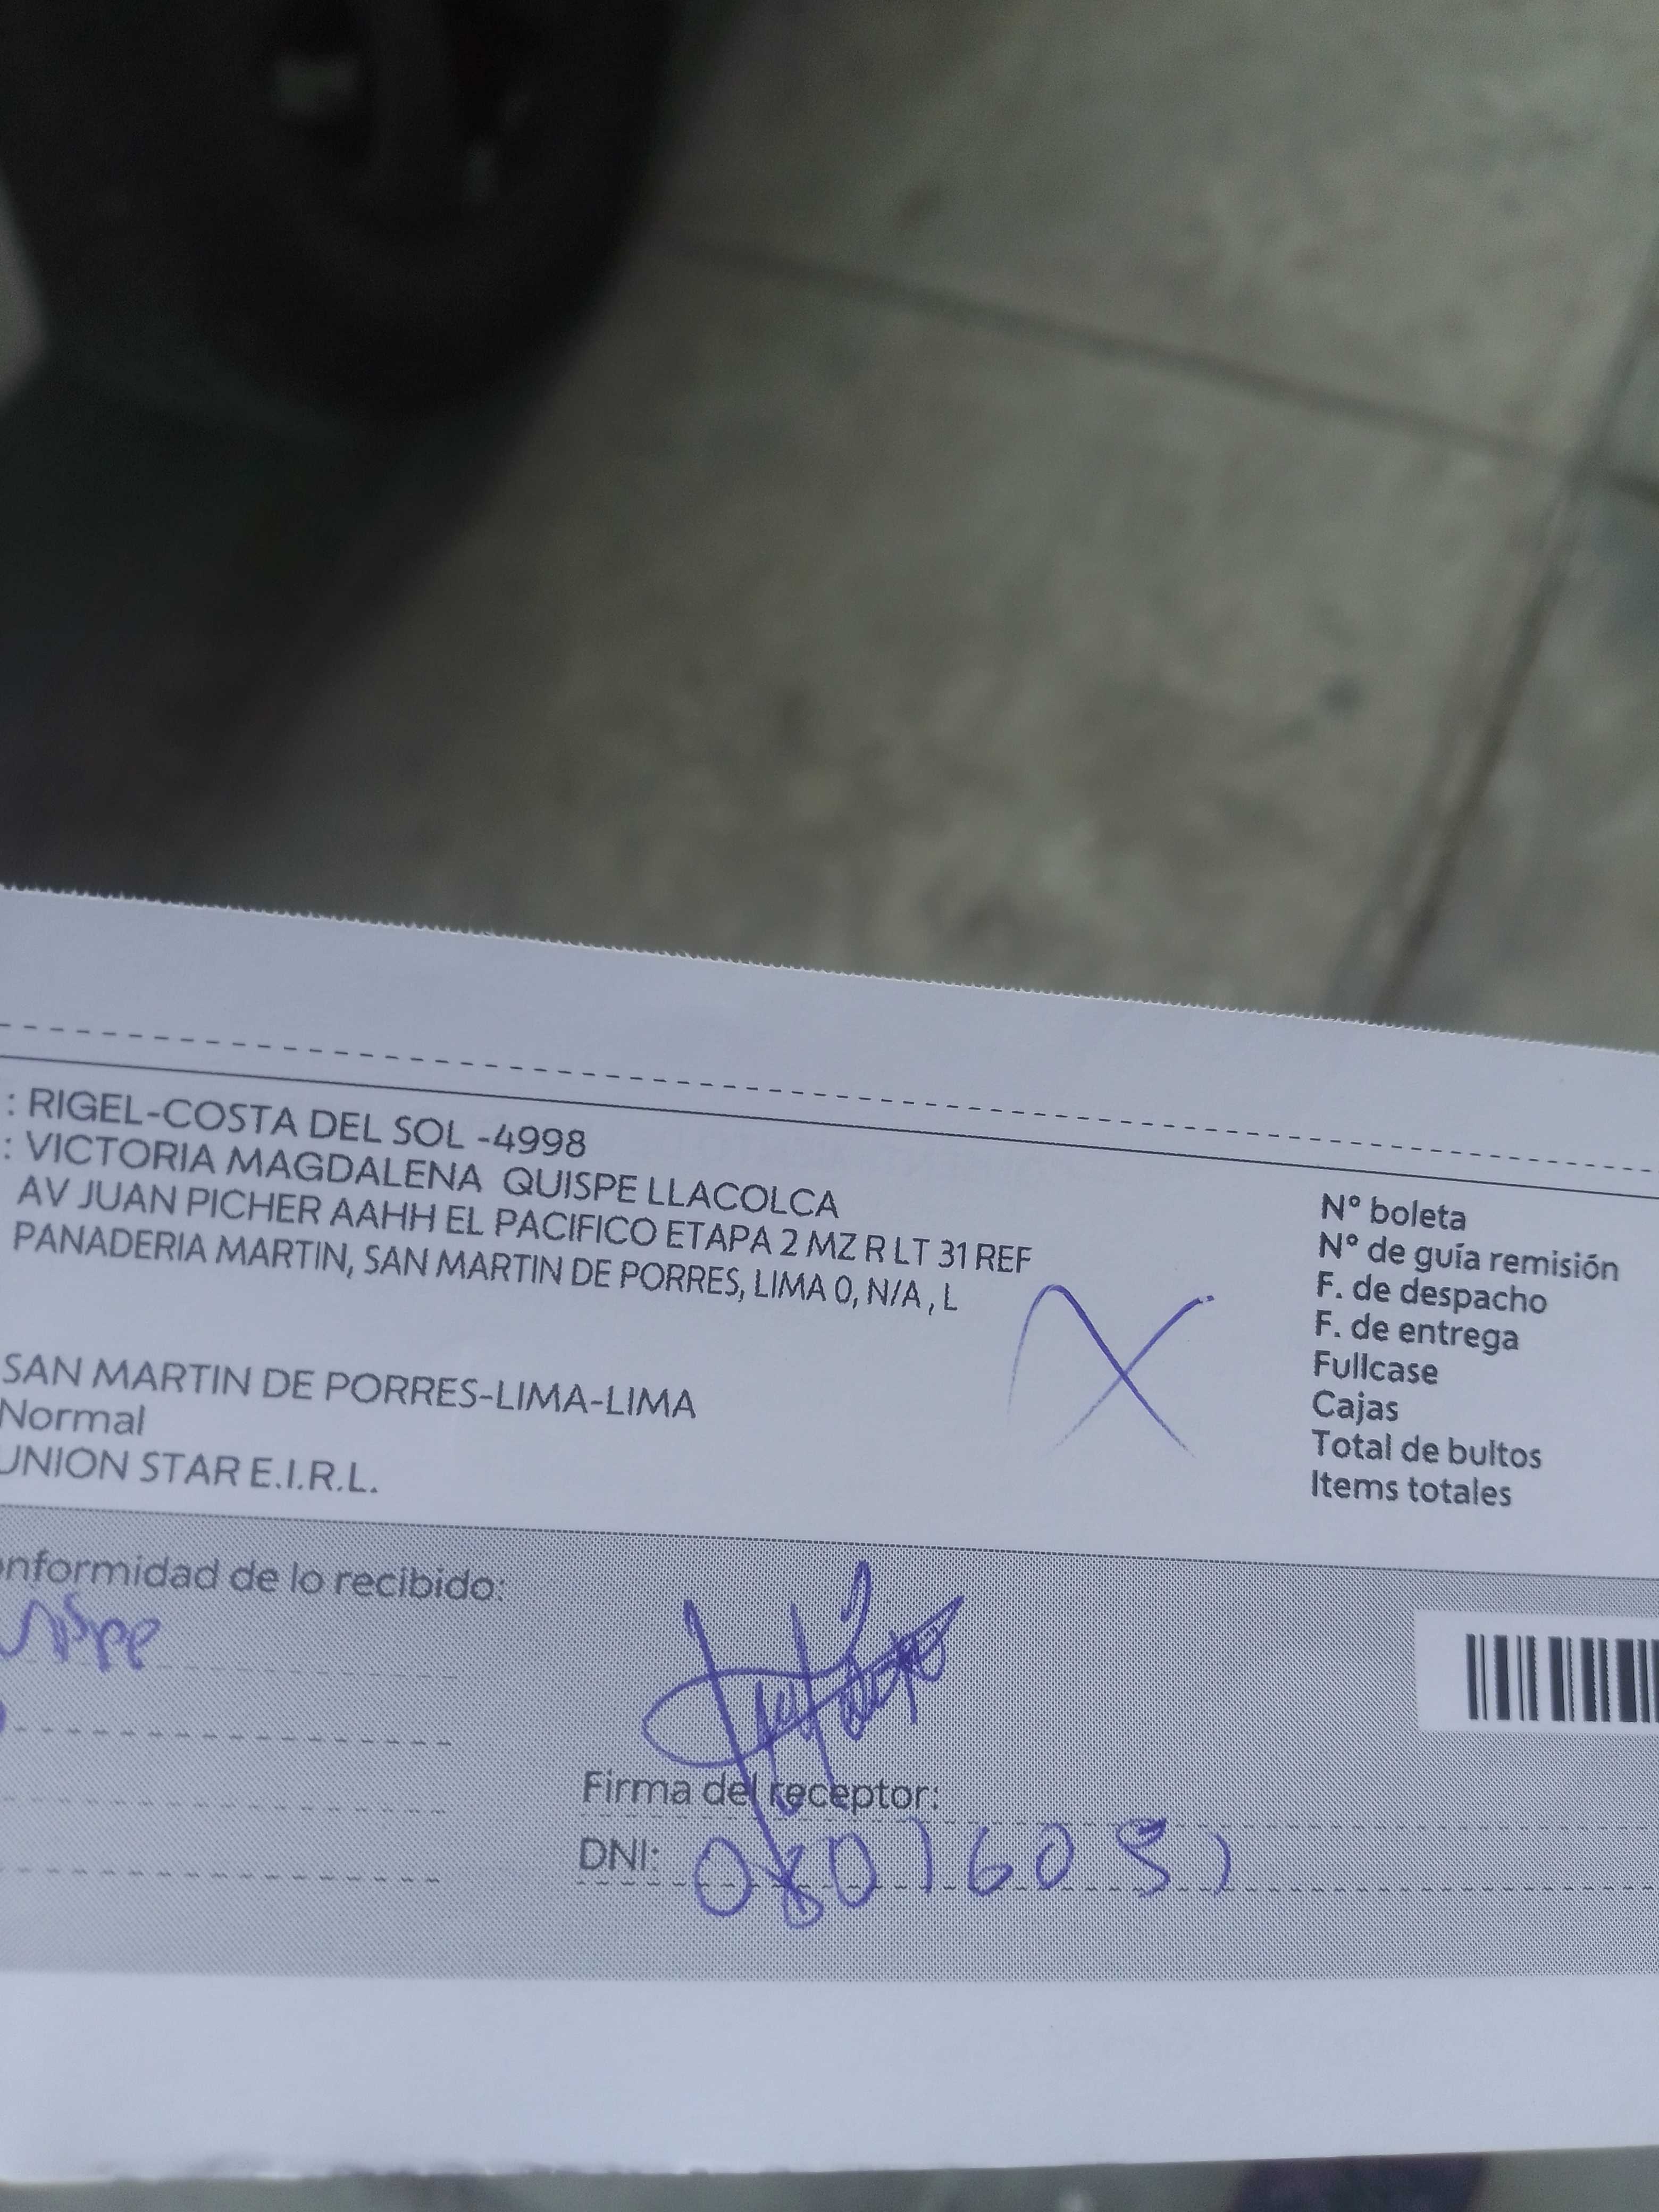 : RIGEL-COSTA DEL SOL -4998
: VICTORIA MAGDALENA QUISPE LLACOLCA
AV JUAN PICHER AAHH EL PACIFICO ETAPA 2 MZ R LT 31 REF
PANADERIA MARTIN, SAN MARTIN DE PORRES, LIMA 0, N/A , L
SAN MARTIN DE PORRES-LIMA-LIMA
Normal
UNION STAR E.I.R.L.
N° boleta
N° de guía remisión
F. de despacho
F. de entrega
Fullcase
Cajas
Total de bultos
Items totales
onformidad de lo recibido:
uispe
Firma del receptor:
DNI: 08016051